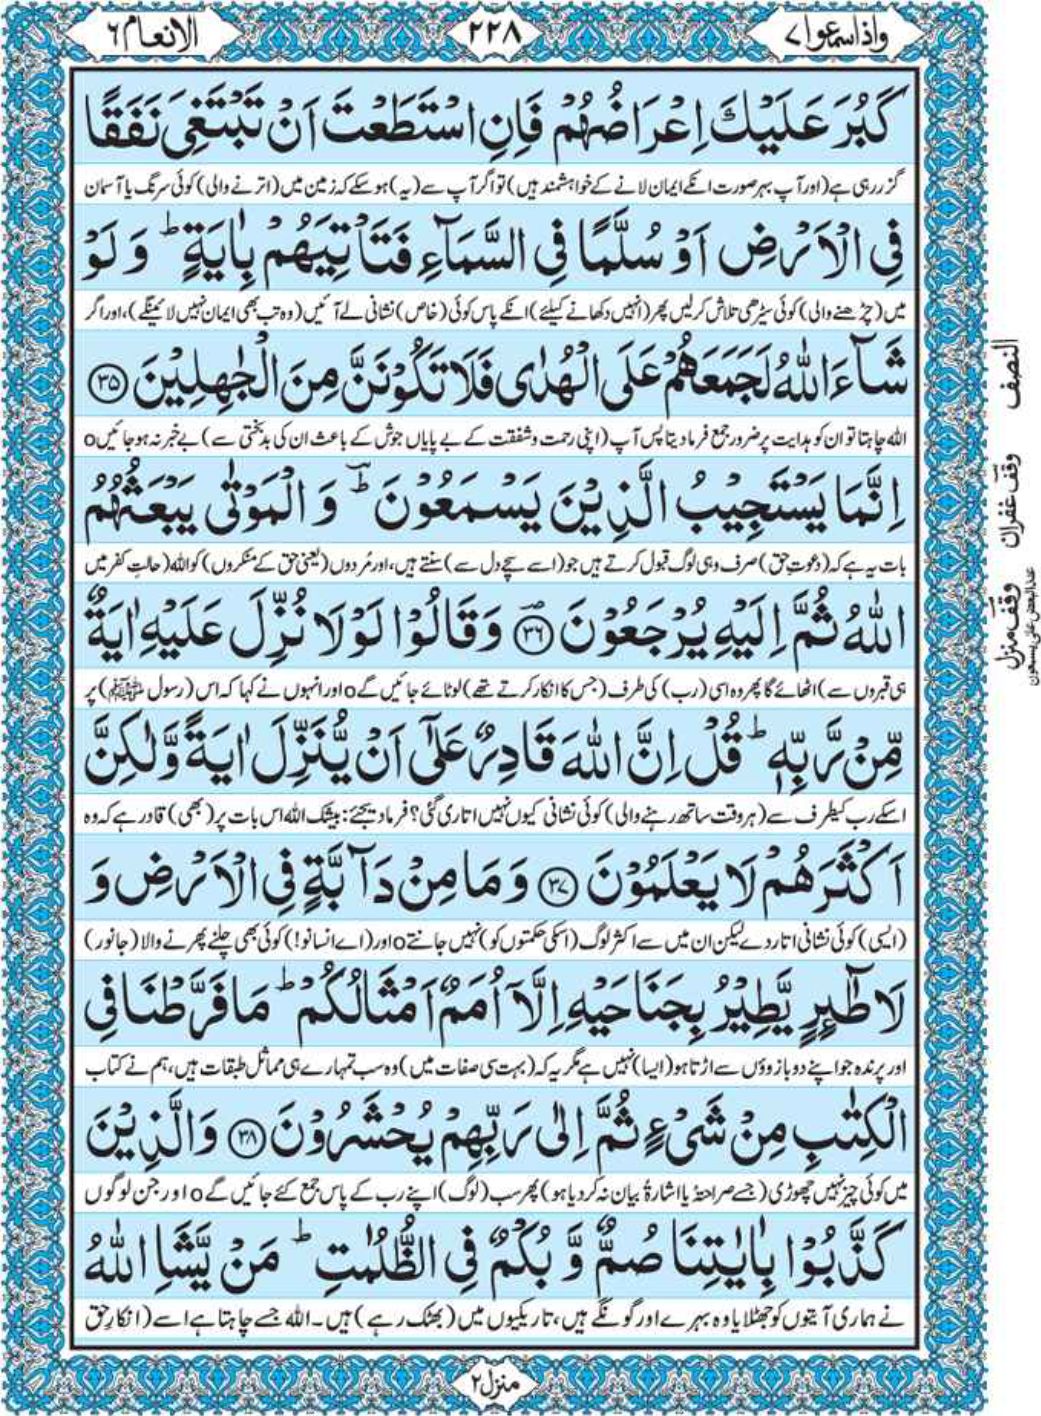 واذا سمعوا ٧
٢٢٨
الانعام ٦
كَبُرَ عَلَيْكَ اِعْرَاضُهُمْ فَاِنِ اسْتَطَعْتَ اَنْ تَبْتَغِیَ نَفَقًا
گزر رہی ہے (اور آپ بہر صورت انکے ایمان لانے کے خواہشمند ہیں) تو اگر آپ سے (یہ) ہو سکے کہ زمین میں (اترنے والی) کوئی سرنگ یا آسمان
فِی الْاَرْضِ اَوْ سُلَّمًا فِی السَّمَآءِ فَتَاْتِیَهُمْ بِاٰیَةٍ ؕ وَ لَوْ
میں (چڑھنے والی) کوئی سیڑھی تلاش کرلیں پھر (انہیں دکھانے کیلئے) انکے پاس کوئی (خاص) نشانی لے آئیں (وہ تب بھی ایمان نہیں لائینگے)، اور اگر
شَآءَ اللّٰهُ لَجَمَعَهُمْ عَلَی الْهُدٰی فَلَا تَكُوْنَنَّ مِنَ الْجٰهِلِیْنَ ﴿۳۵﴾
اللہ چاہتا تو ان کو ہدایت پر ضرور جمع فرما دیتا پس آپ (اپنی رحمت و شفقت کے بے پایاں جوش کے باعث ان کی بدبختی سے) بے خبر نہ ہو جائیں o
اِنَّمَا یَسْتَجِیْبُ الَّذِیْنَ یَسْمَعُوْنَ ؕ وَ الْمَوْتٰی یَبْعَثُهُمُ
بات یہ ہے کہ (دعوتِ حق) صرف وہی لوگ قبول کرتے ہیں جو (اسے سچے دل سے) سنتے ہیں، اور مُردوں (یعنی حق کے منکروں) کو اللہ (حالتِ کفر میں
اللّٰهُ ثُمَّ اِلَیْهِ یُرْجَعُوْنَ ﴿۳۶﴾ وَ قَالُوْا لَوْلَا نُزِّلَ عَلَیْهِ اٰیَةٌ
ہی قبروں سے) اٹھائے گا پھر وہ اسی (رب) کی طرف (جس کا انکار کرتے تھے) لوٹائے جائیں گے o اور انہوں نے کہا کہ اس (رسول ﷺ) پر
مِّنْ رَّبِّهٖ ؕ قُلْ اِنَّ اللّٰهَ قَادِرٌ عَلٰۤی اَنْ یُّنَزِّلَ اٰیَةً وَّ لٰكِنَّ
اسکے رب کیطرف سے (ہر وقت ساتھ رہنے والی) کوئی نشانی کیوں نہیں اتاری گئی؟ فرما دیجئے: بیشک اللہ اس بات پر (بھی) قادر ہے کہ وہ
اَكْثَرَهُمْ لَا یَعْلَمُوْنَ ﴿۳۷﴾ وَ مَا مِنْ دَآبَّةٍ فِی الْاَرْضِ وَ
(ایسی) کوئی نشانی اتار دے لیکن ان میں سے اکثر لوگ (اسکی حکمتوں کو) نہیں جانتے o اور (اے انسانو!) کوئی بھی چلنے پھرنے والا (جانور)
لَا طٰٓئِرٍ یَّطِیْرُ بِجَنَاحَیْهِ اِلَّاۤ اُمَمٌ اَمْثَالُكُمْ ؕ مَا فَرَّطْنَا فِی
اور پرندہ جو اپنے دو بازوؤں سے اڑتا ہو (ایسا) نہیں ہے مگر یہ کہ (بہت سی صفات میں) وہ سب تمہارے ہی مماثل طبقات ہیں، ہم نے کتاب
الْكِتٰبِ مِنْ شَیْءٍ ثُمَّ اِلٰی رَبِّهِمْ یُحْشَرُوْنَ ﴿۳۸﴾ وَ الَّذِیْنَ
میں کوئی چیز نہیں چھوڑی (جسے صراحتۃً یا اشارۃً بیان نہ کر دیا ہو) پھر سب (لوگ) اپنے رب کے پاس جمع کئے جائیں گے o اور جن لوگوں
كَذَّبُوْا بِاٰیٰتِنَا صُمٌّ وَّ بُكْمٌ فِی الظُّلُمٰتِ ؕ مَنْ یَّشَاِ اللّٰهُ
نے ہماری آیتوں کو جھٹلایا وہ بہرے اور گونگے ہیں، تاریکیوں میں (بھٹک رہے) ہیں۔ اللہ جسے چاہتا ہے اسے (انکارِ حق
منزل ٢
النصف
وقف غفران
وقف منزل
عند البعض علی یسمعون